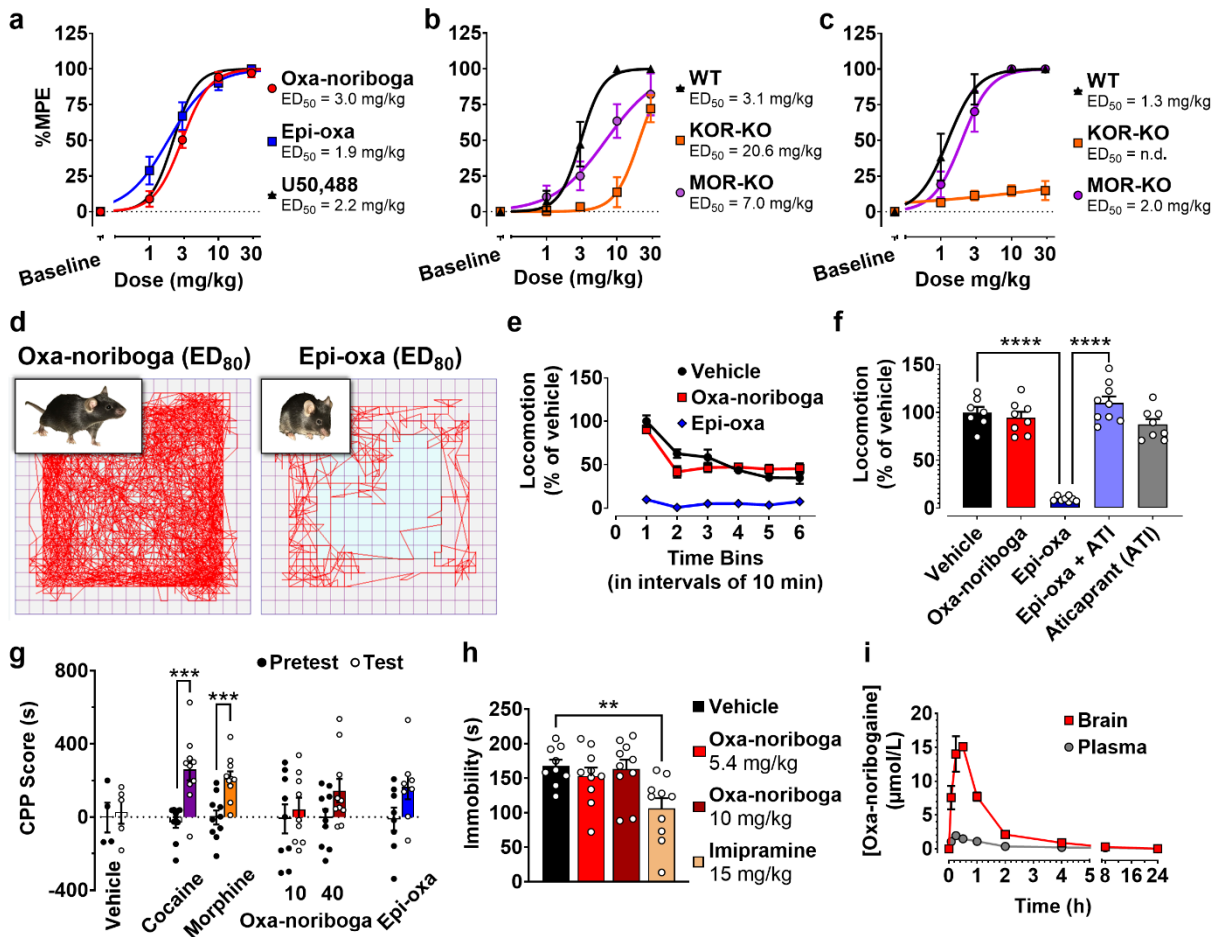 a
%MPE
125
100
75
50
25
0
Baseline
1
3
10
30
Dose (mg/kg)
Oxa-noriboga
ED50 = 3.0 mg/kg
Epi-oxa
ED50 = 1.9 mg/kg
U50,488
ED50 = 2.2 mg/kg
b
125
100
75
50
25
0
Baseline
1
3
10
30
Dose (mg/kg)
WT
ED50 = 3.1 mg/kg
KOR-KO
ED50 = 20.6 mg/kg
MOR-KO
ED50 = 7.0 mg/kg
c
125
100
75
50
25
0
Baseline
1
3
10
30
Dose mg/kg)
WT
ED50 = 1.3 mg/kg
KOR-KO
ED50 = n.d.
MOR-KO
ED50 = 2.0 mg/kg
d
Oxa-noriboga (ED80)
Epi-oxa (ED80)
e
Locomotion
(% of vehicle)
150
100
50
0
0
1
2
3
4
5
6
Time Bins
(in intervals of 10 min)
Vehicle
Oxa-noriboga
Epi-oxa
f
Locomotion
(% of vehicle)
150
100
50
0
****
****
Vehicle
Oxa-noriboga
Epi-oxa
Epi-oxa + ATI
Aticaprant (ATI)
g
CPP Score (s)
800
400
0
-400
Pretest
Test
***
***
Vehicle
Cocaine
Morphine
10
40
Oxa-noriboga
Epi-oxa
h
Immobility (s)
250
200
150
100
50
0
**
Vehicle
Oxa-noriboga
5.4 mg/kg
Oxa-noriboga
10 mg/kg
Imipramine
15 mg/kg
i
[Oxa-noribogaine]
(µmol/L)
20
15
10
5
0
0
1
2
3
4
5
8
16
24
Time (h)
Brain
Plasma